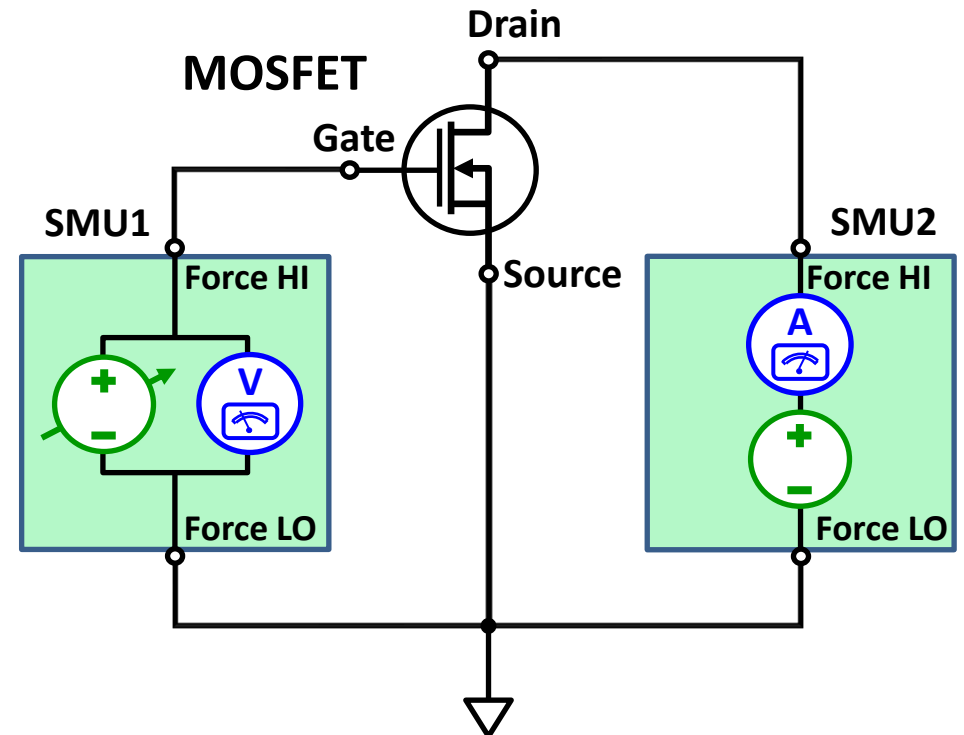 Drain
MOSFET
Gate
SMU1
SMU2
Force HI
Source
Force HI
V
A
Force LO
Force LO